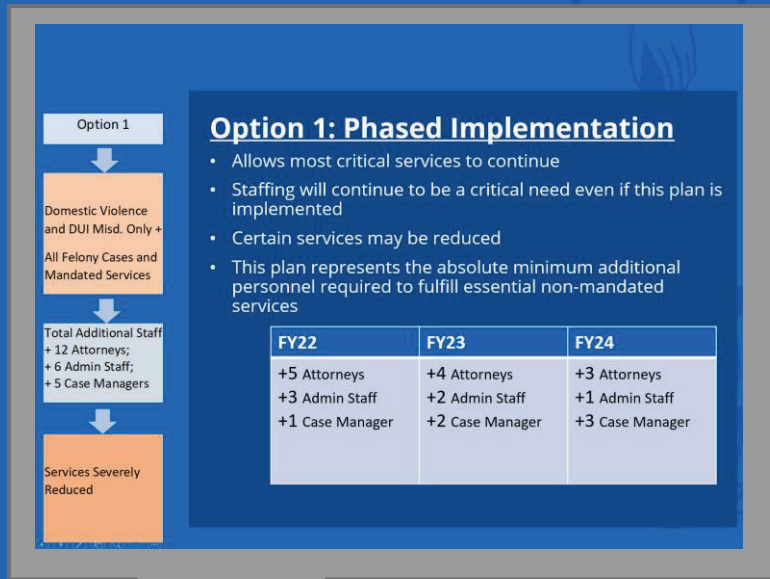 Option 1
Domestic Violence
and DUI Misd. Only +
All Felony Cases and
Mandated Services
Total Additional Staff
+ 12 Attorneys;
+ 6 Admin Staff;
+ 5 Case Managers
Services Severely
Reduced
Option 1: Phased Implementation
• Allows most critical services to continue
• Staffing will continue to be a critical need even if this plan is
implemented
• Certain services may be reduced
• This plan represents the absolute minimum additional
personnel required to fulfill essential non-mandated
services
FY22 FY23 FY24
+5 Attorneys +4 Attorneys +3 Attorneys
+3 Admin Staff +2 Admin Staff +1 Admin Staff
+1 Case Manager +2 Case Manager +3 Case Manager